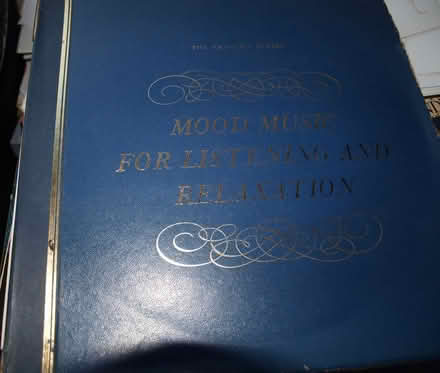 MOOD MUSIC
FOR LISTENING AND
RELAXATION